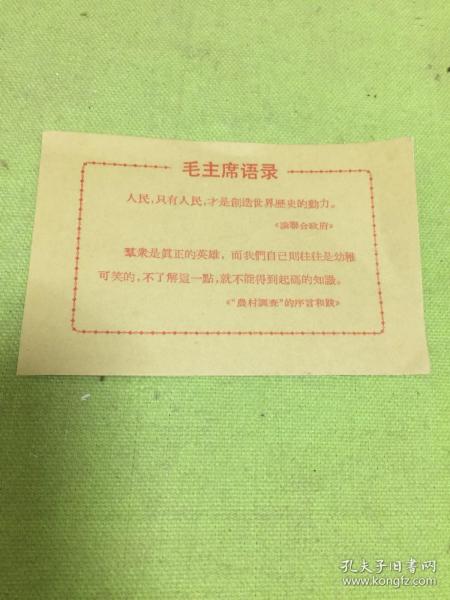 毛主席语录
人民，只有人民，才是創造世界歷史的動力。
《論聯合政府》
羣衆是眞正的英雄，而我們自己則往往是幼稚
可笑的，不了解這一點，就不能得到起碼的知識。
《“農村調查”的序言和跋》
孔夫子旧书网
www.kongfz.com